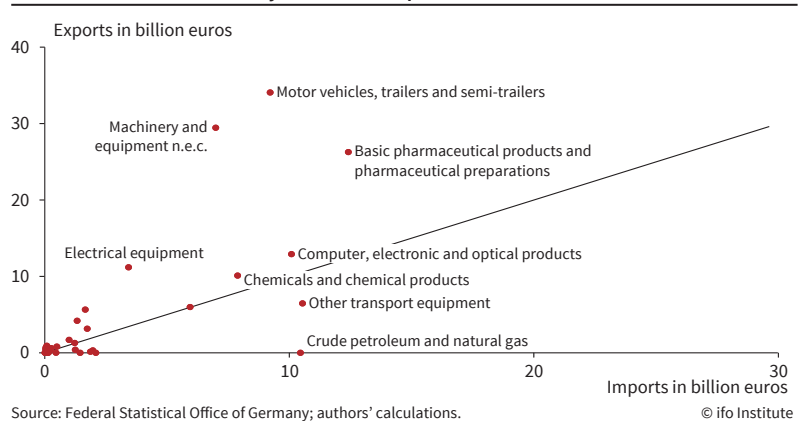 Exports in billion euros
40
30
20
10
0
Motor vehicles, trailers and semi-trailers
Machinery and
equipment n.e.c.
Basic pharmaceutical products and
pharmaceutical preparations
Electrical equipment
Computer, electronic and optical products
Chemicals and chemical products
Other transport equipment
Crude petroleum and natural gas
0
10
20
30
Imports in billion euros
Source: Federal Statistical Office of Germany; authors' calculations.
© ifo Institute